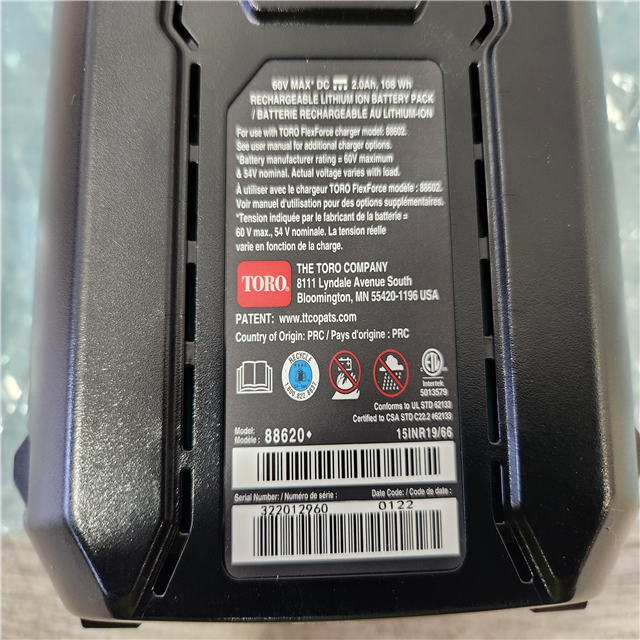 60V MAX* DC 2.0Ah, 108 WH
RECHARGEABLE LITHIUM ION BATTERY PACK
/ BATTERIE RECHARGEABLE AU LITHIUM-ION
For use with TORO FlexForce charger model: 88602.
See user manual for additional charger options.
*Battery manufacturer rating = 60V maximum
& 54V nominal. Actual voltage varies with load.
À utiliser avec le chargeur TORO FlexForce modèle : 88602.
Voir manuel d'utilisation pour des options supplémentaires.
*Tension indiquée par le fabricant de la batterie =
60 V max., 54 V nominale. La tension réelle
varie en fonction de la charge.
TORO.
THE TORO COMPANY
8111 Lyndale Avenue South
Bloomington, MN 55420-1196 USA
PATENT: www.ttcopats.com
Country of Origin: PRC / Pays d'origine : PRC
RECYCLE
1.800.822.8837
ETL
Intertek
5013579
Conforms to UL STD 62133
Certified to CSA STD C22.2 #62133
Model:
Modèle : 88620 15INR19/66
Serial Number: / Numéro de série : Date Code: / Code de date :
322012960 0122